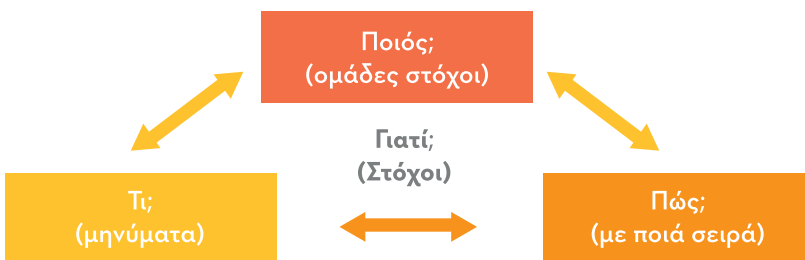 Ποιός;
(ομάδες στόχοι)
Γιατί;
(Στόχοι)
Τι;
(μηνύματα)
Πώς;
(με ποιά σειρά)